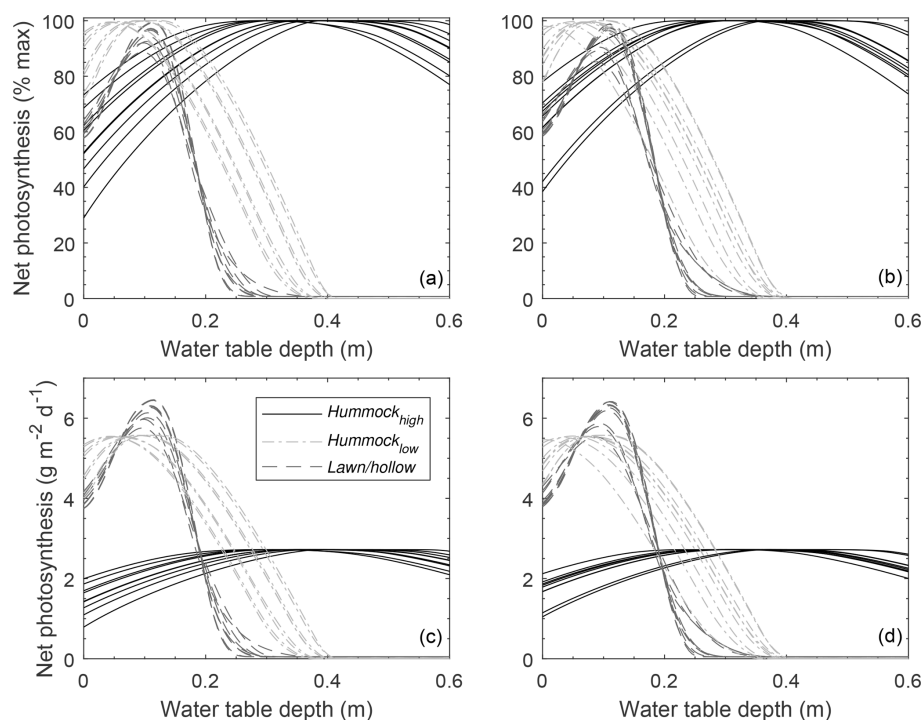 Net photosynthesis (% max)
100
80
60
40
20
0
(a)
0
0.2
0.4
0.6
Water table depth (m)
100
80
60
40
20
0
(b)
0
0.2
0.4
0.6
Water table depth (m)
Net photosynthesis (g m⁻² d⁻¹)
6
4
2
0
Hummock_high
Hummock_low
Lawn/hollow
(c)
0
0.2
0.4
0.6
Water table depth (m)
6
4
2
0
(d)
0
0.2
0.4
0.6
Water table depth (m)